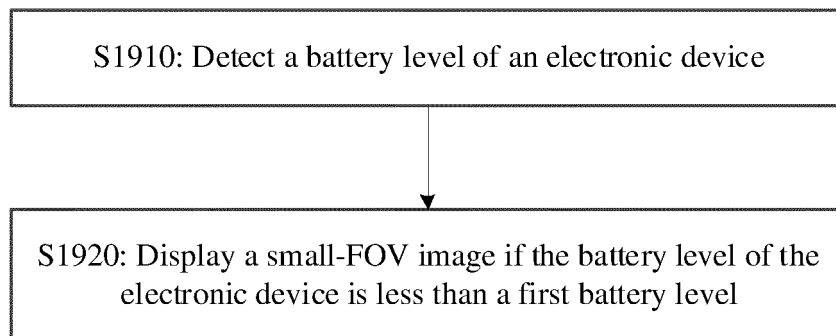 S1910: Detect a battery level of an electronic device
S1920: Display a small-FOV image if the battery level of the
electronic device is less than a first battery level